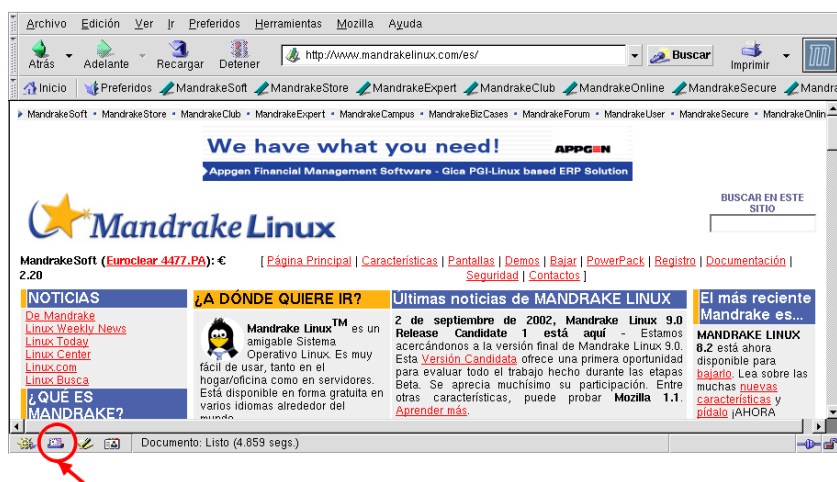 Archivo Edición Ver Ir Preferidos Herramientas Mozilla Ayuda
Atrás Adelante Recargar Detener http://www.mandrakelinux.com/es/ Buscar Imprimir
Inicio Preferidos MandrakeSoft MandrakeStore MandrakeExpert MandrakeClub MandrakeOnline MandrakeSecure Mandra
MandrakeSoft • MandrakeStore • MandrakeClub • MandrakeExpert • MandrakeCampus • MandrakeBizCases • MandrakeForum • MandrakeUser • MandrakeSecure • MandrakeOnlin
We have what you need! APPGEN
Appgen Financial Management Software - Gica PGI-Linux based ERP Solution
BUSCAR EN ESTE
SITIO
Mandrake Linux
MandrakeSoft (Euroclear 4477.PA): €
2.20
[ Página Principal | Características | Pantallas | Demos | Bajar | PowerPack | Registro | Documentación |
Seguridad | Contactos ]
NOTICIAS
De Mandrake
Linux Weekly News
Linux Today
Linux Center
Linux.com
Linux Busca
¿QUÉ ES
MANDRAKE?
¿A DÓNDE QUIERE IR?
Mandrake Linux™ es un
amigable Sistema
Operativo Linux. Es muy
fácil de usar, tanto en el
hogar/oficina como en servidores.
Está disponible en forma gratuita en
varios idiomas alrededor del
mundo
Últimas noticias de MANDRAKE LINUX
2 de septiembre de 2002, Mandrake Linux 9.0
Release Candidate 1 está aquí - Estamos
acercándonos a la versión final de Mandrake Linux 9.0.
Esta Versión Candidata ofrece una primera oportunidad
para evaluar todo el trabajo hecho durante las etapas
Beta. Se aprecia muchísimo su participación. Entre
otras características, puede probar Mozilla 1.1.
Aprender más.
El más reciente
Mandrake es...
MANDRAKE LINUX
8.2 está ahora
disponible para
bajarlo. Lea sobre las
muchas nuevas
características y
pídalo ¡AHORA
Documento: Listo (4.859 segs.)